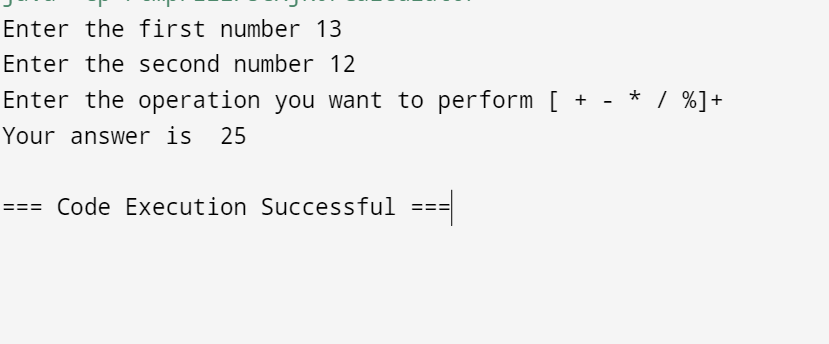 Enter the first number 13
Enter the second number 12
Enter the operation you want to perform [ + - * / %]+
Your answer is  25
=== Code Execution Successful ===